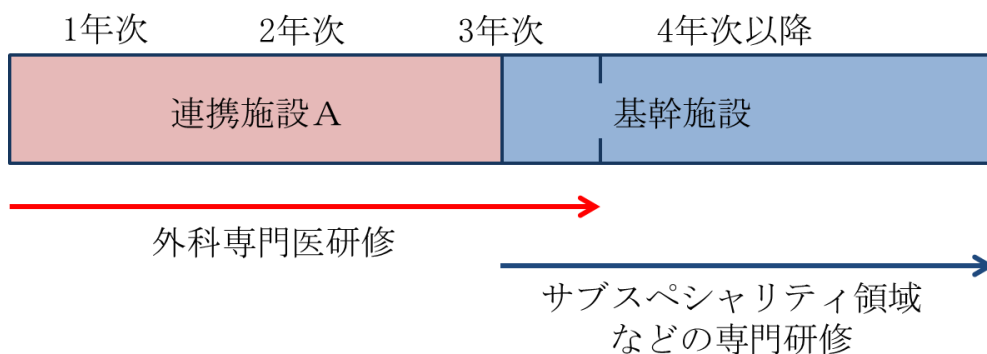 1年次 2年次 3年次 4年次以降
連携施設A 基幹施設
外科専門医研修
サブスペシャリティ領域
などの専門研修